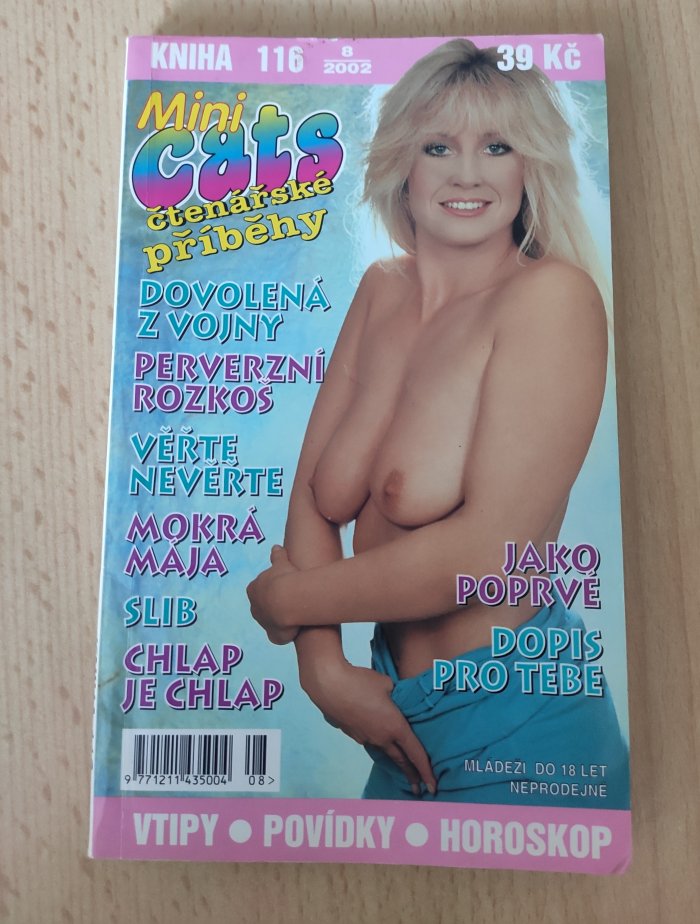 KNIHA 116 8/2002 39 Kč
Mini
Cats
čtenářské
příběhy
DOVOLENÁ
Z VOJNY
PERVERZNÍ
ROZKOŠ
VĚŘTE
NEVĚŘTE
MOKRÁ
MÁJA
SLIB
CHLAP
JE CHLAP
JAKO
POPRVÉ
DOPIS
PRO TEBE
9 771211 435004 08>
MLÁDEZI DO 18 LET
NEPRODEJNE
VTIPY ● POVÍDKY ● HOROSKOP